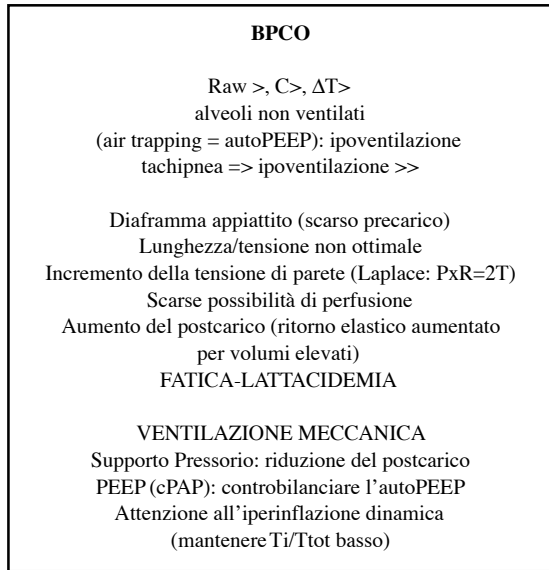 BPCO
Raw >, C>, ΔT>
alveoli non ventilati
(air trapping = autoPEEP): ipoventilazione
tachipnea => ipoventilazione >>
Diaframma appiattito (scarso precarico)
Lunghezza/tensione non ottimale
Incremento della tensione di parete (Laplace: PxR=2T)
Scarse possibilità di perfusione
Aumento del postcarico (ritorno elastico aumentato
per volumi elevati)
FATICA-LATTACIDEMIA
VENTILAZIONE MECCANICA
Supporto Pressorio: riduzione del postcarico
PEEP (cPAP): controbilanciare l’autoPEEP
Attenzione all’iperinflazione dinamica
(mantenere Ti/Ttot basso)